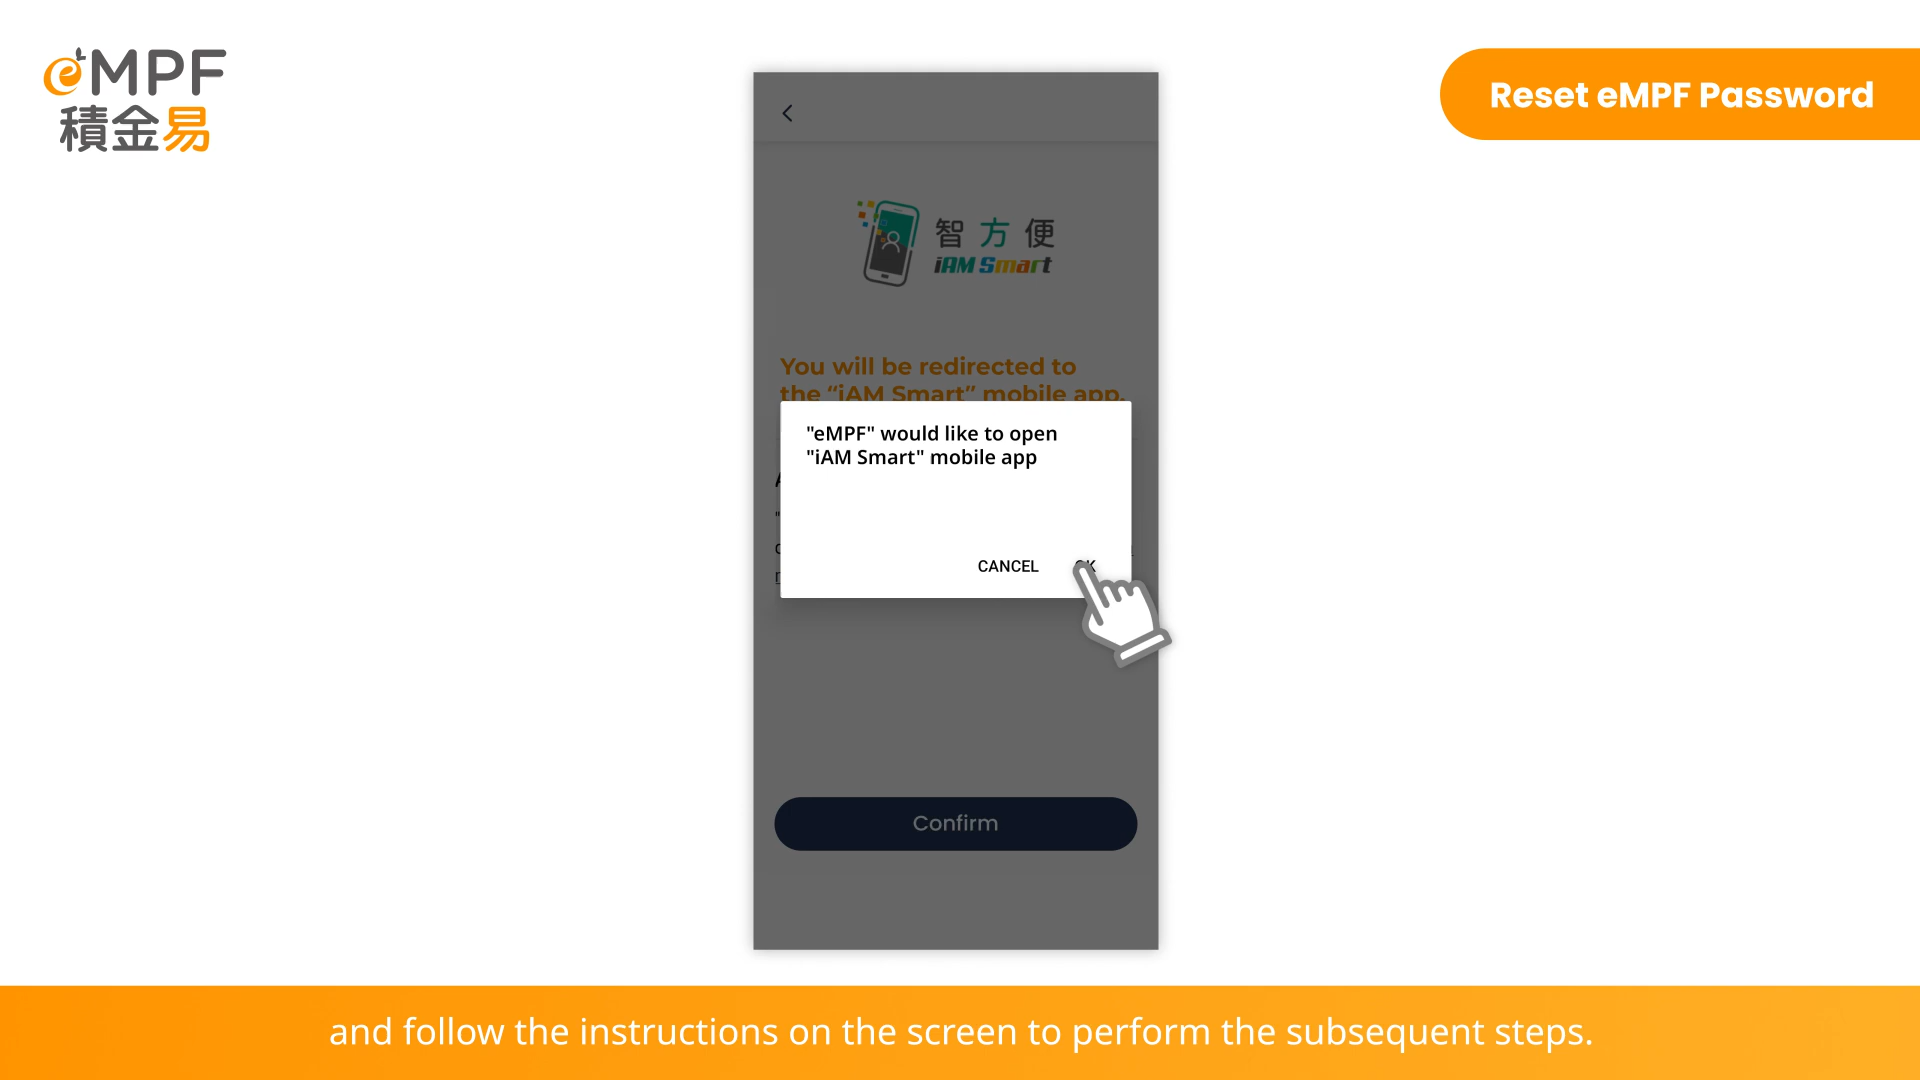 eMPF
積金易
Reset eMPF Password
智方便
iAM Smart
You will be redirected to
the “iAM Smart” mobile app.
"eMPF" would like to open
"iAM Smart" mobile app
CANCEL
OK
Confirm
and follow the instructions on the screen to perform the subsequent steps.